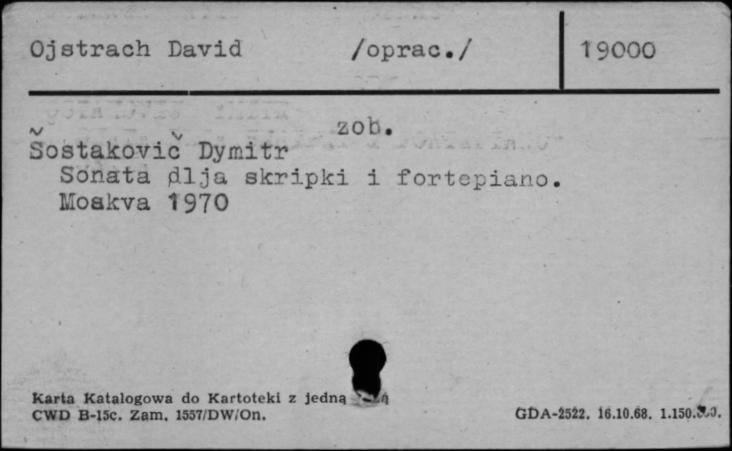 Ojstrach David /oprac./ 19000
zob.
Šostakovič Dymitr
Sonata dlja skripki i fortepiano.
Moskva 1970
Karta Katalogowa do Kartoteki z jedną
CWD B-15c. Zam. 1557/DW/On. GDA-2522. 16.10.68.